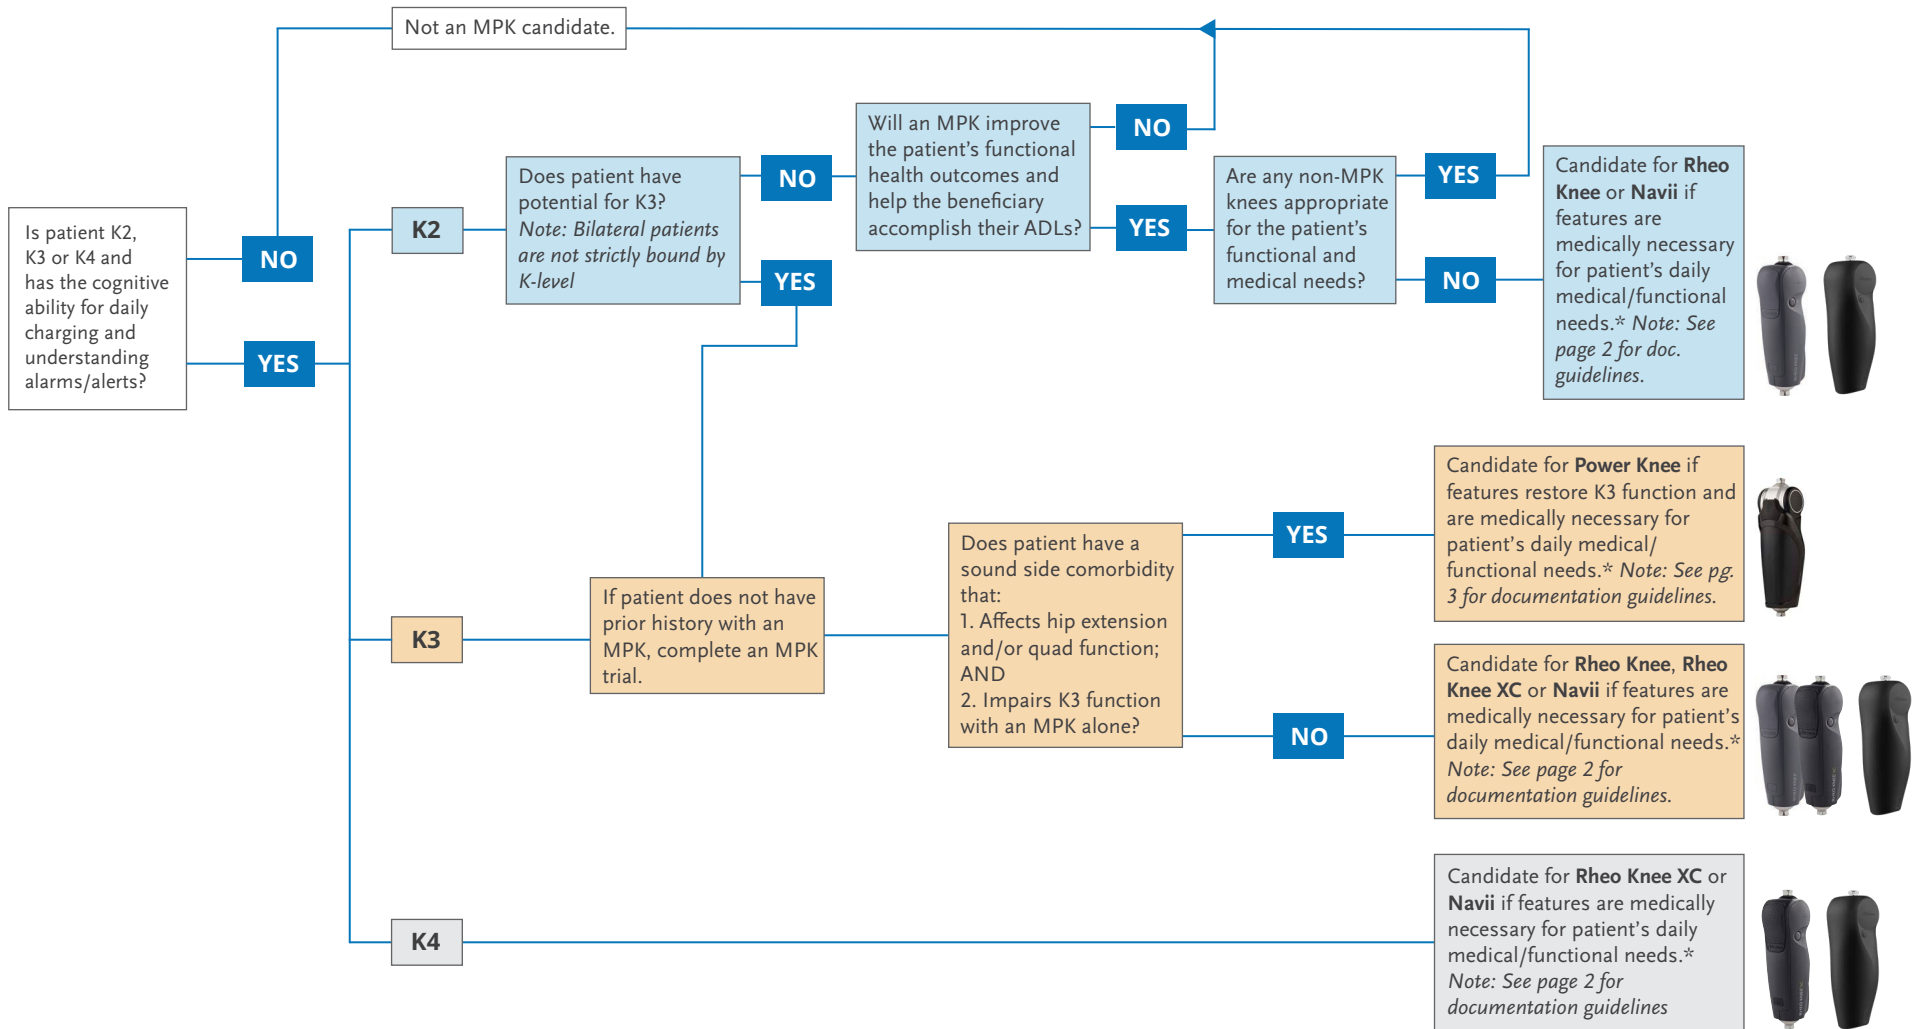 Not an MPK candidate.
Is patient K2,
K3 or K4 and
has the cognitive
ability for daily
charging and
understanding
alarms/alerts?
NO
YES
K2
Does patient have
potential for K3?
Note: Bilateral patients
are not strictly bound by
K-level
NO
YES
Will an MPK improve
the patient's functional
health outcomes and
help the beneficiary
accomplish their ADLs?
NO
YES
Are any non-MPK
knees appropriate
for the patient's
functional and
medical needs?
YES
NO
Candidate for Rheo
Knee or Navii if
features are
medically necessary
for patient's daily
medical/functional
needs.* Note: See
page 2 for doc.
guidelines.
K3
If patient does not have
prior history with an
MPK, complete an MPK
trial.
Does patient have a
sound side comorbidity
that:
1. Affects hip extension
and/or quad function;
AND
2. Impairs K3 function
with an MPK alone?
YES
NO
Candidate for Power Knee if
features restore K3 function and
are medically necessary for
patient's daily medical/
functional needs.* Note: See pg.
3 for documentation guidelines.
Candidate for Rheo Knee, Rheo
Knee XC or Navii if features are
medically necessary for patient's
daily medical/functional needs.*
Note: See page 2 for
documentation guidelines.
K4
Candidate for Rheo Knee XC or
Navii if features are medically
necessary for patient's daily
medical/functional needs.*
Note: See page 2 for
documentation guidelines